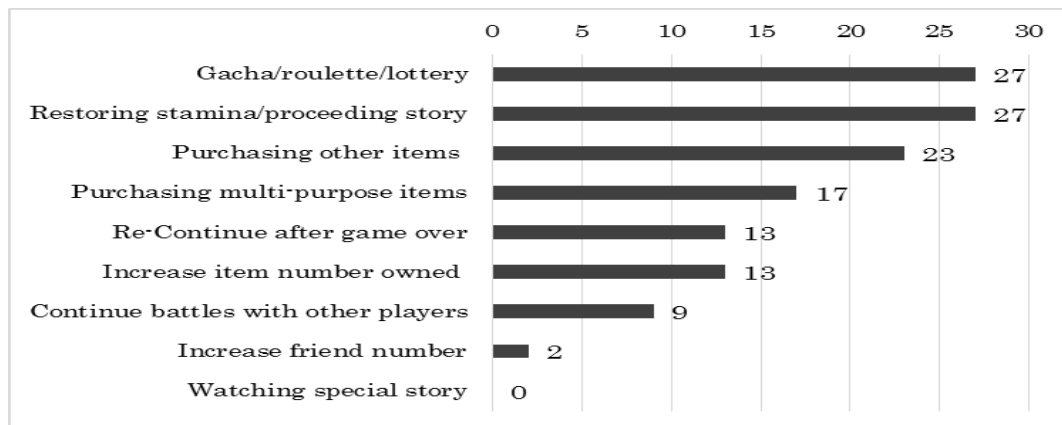 0 5 10 15 20 25 30
Gacha/roulette/lottery 27
Restoring stamina/proceeding story 27
Purchasing other items 23
Purchasing multi-purpose items 17
Re-Continue after game over 13
Increase item number owned 13
Continue battles with other players 9
Increase friend number 2
Watching special story 0